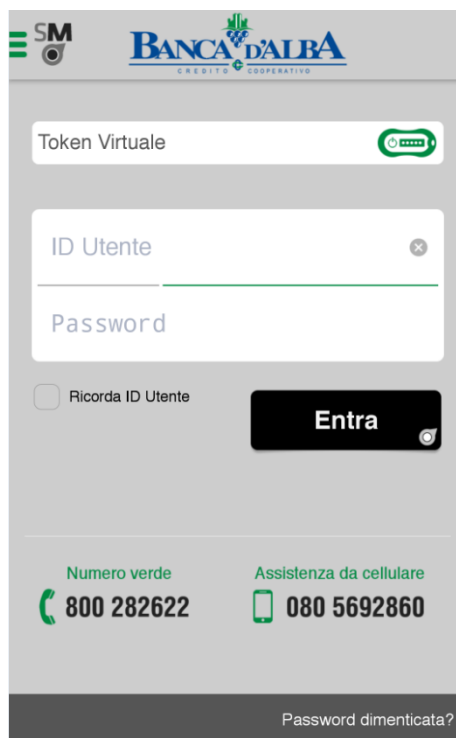 SM
BANCA D'ALBA
CREDITO COOPERATIVO
Token Virtuale
ID Utente
Password
Ricorda ID Utente
Entra
Numero verde
800 282622
Assistenza da cellulare
080 5692860
Password dimenticata?